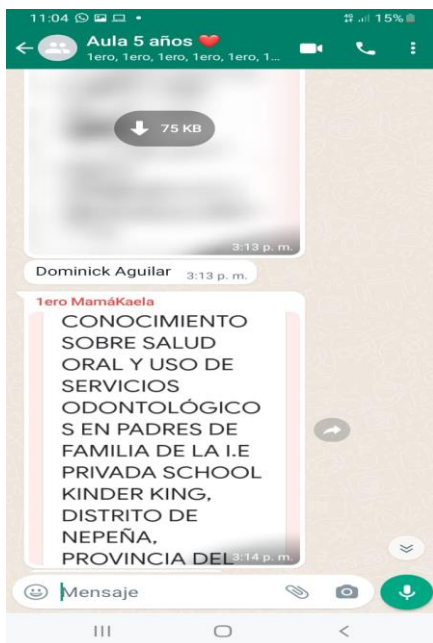 11:04
15%
Aula 5 años
1ero, 1ero, 1ero, 1ero, 1ero, 1...
75 KB
3:13 p. m.
Dominick Aguilar 3:13 p. m.
1ero MamáKaela
CONOCIMIENTO
SOBRE SALUD
ORAL Y USO DE
SERVICIOS
ODONTOLÓGICO
S EN PADRES DE
FAMILIA DE LA I.E
PRIVADA SCHOOL
KINDER KING,
DISTRITO DE
NEPEÑA,
PROVINCIA DEL 3:14 p. m.
Mensaje